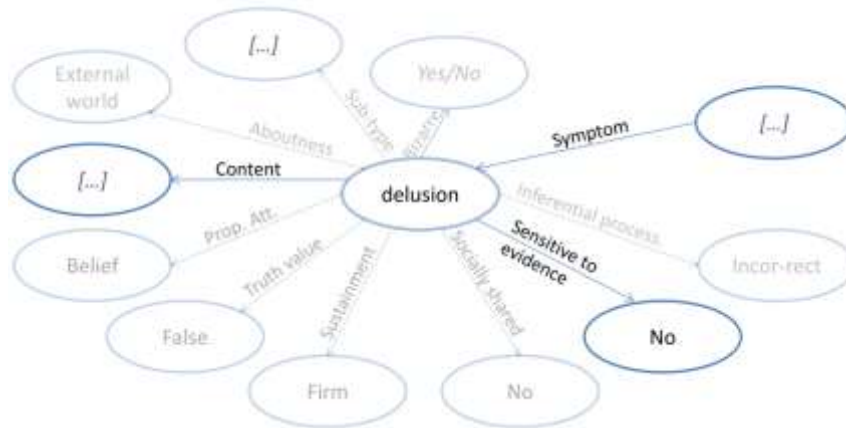 [...]
External
world
Yes/No
[...]
Sub-type
Bizarre
Aboutness
Symptom
[...]
Content
delusion
Inferential process
Prop. Att.
Sensitive to
evidence
Belief
Truth value
Sustainment
Socially shared
Incor-rect
False
No
Firm
No